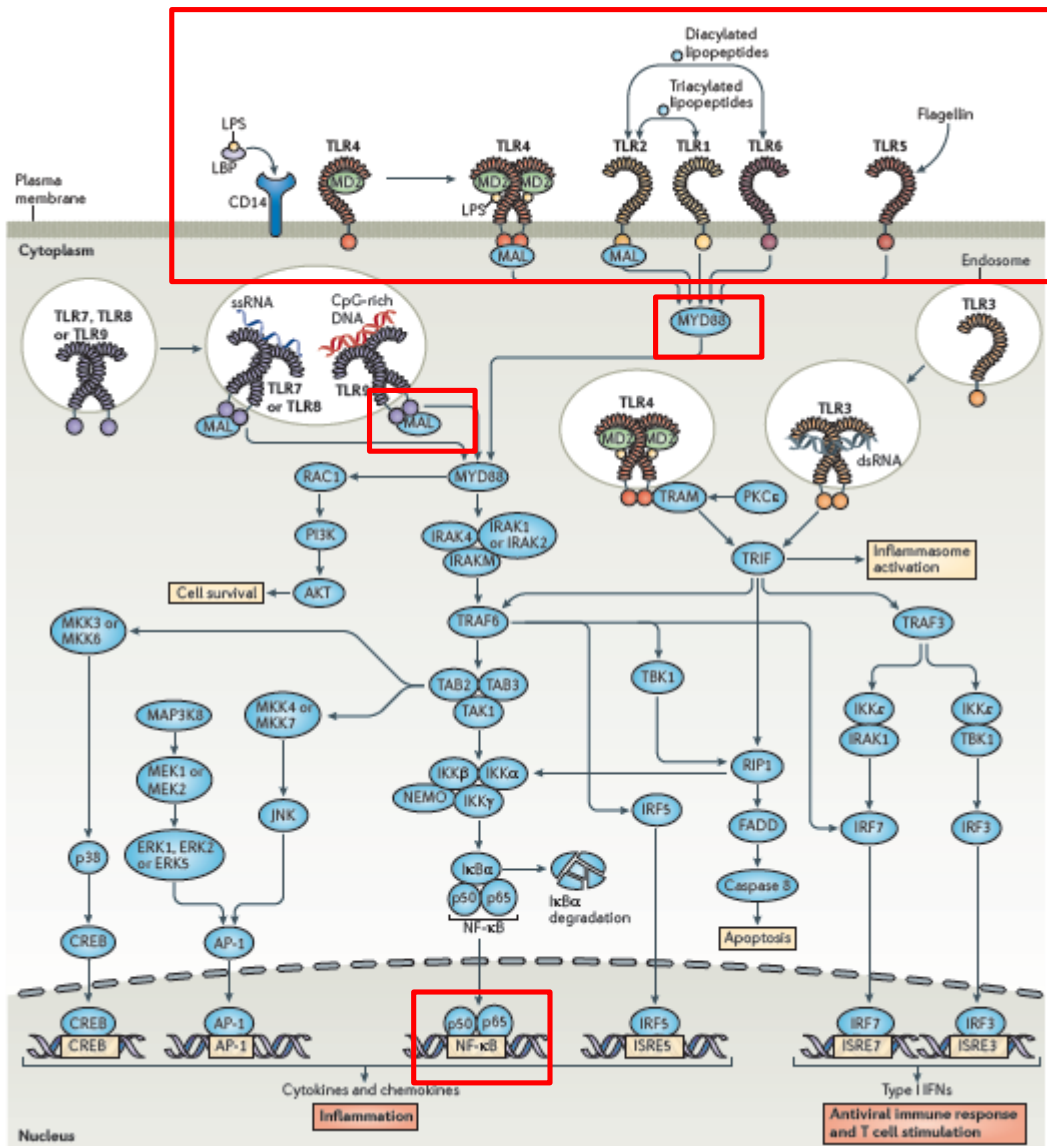 Diacylated
lipopeptides
Triacylated
lipopeptides
LPS
LBP
CD14
TLR4
MD2
TLR4
MD2
MD2
LPS
TLR2
TLR1
TLR6
TLR5
Flagellin
Plasma
membrane
Cytoplasm
MAL
MAL
Endosome
TLR7, TLR8
or TLR9
ssRNA
CpG-rich
DNA
TLR7
or TLR8
TLR9
MAL
MAL
MYD88
TLR3
TLR4
MD2
MD2
TLR3
dsRNA
RAC1
MYD88
TRAM
PKCε
PI3K
IRAK4
IRAK1
or IRAK2
IRAKM
TRIF
Inflammasome
activation
Cell survival
AKT
MKK3 or
MKK6
TRAF6
TRAF3
TAB2
TAB3
TAK1
TBK1
MAP3K8
MKK4 or
MKK7
IKKε
IRAK1
IKKε
TBK1
MEK1 or
MEK2
IKKβ
IKKα
NEMO
IKKγ
RIP1
JNK
IRF5
FADD
IRF7
IRF3
p38
ERK1, ERK2
or ERK5
IκBα
p50
p65
NF-κB
IκBα
degradation
Caspase 8
CREB
AP-1
Apoptosis
CREB
CREB
AP-1
AP-1
p50
p65
NF-κB
IRF5
ISRE5
IRF7
ISRE7
IRF3
ISRE3
Cytokines and chemokines
Inflammation
Type I IFNs
Antiviral immune response
and T cell stimulation
Nucleus